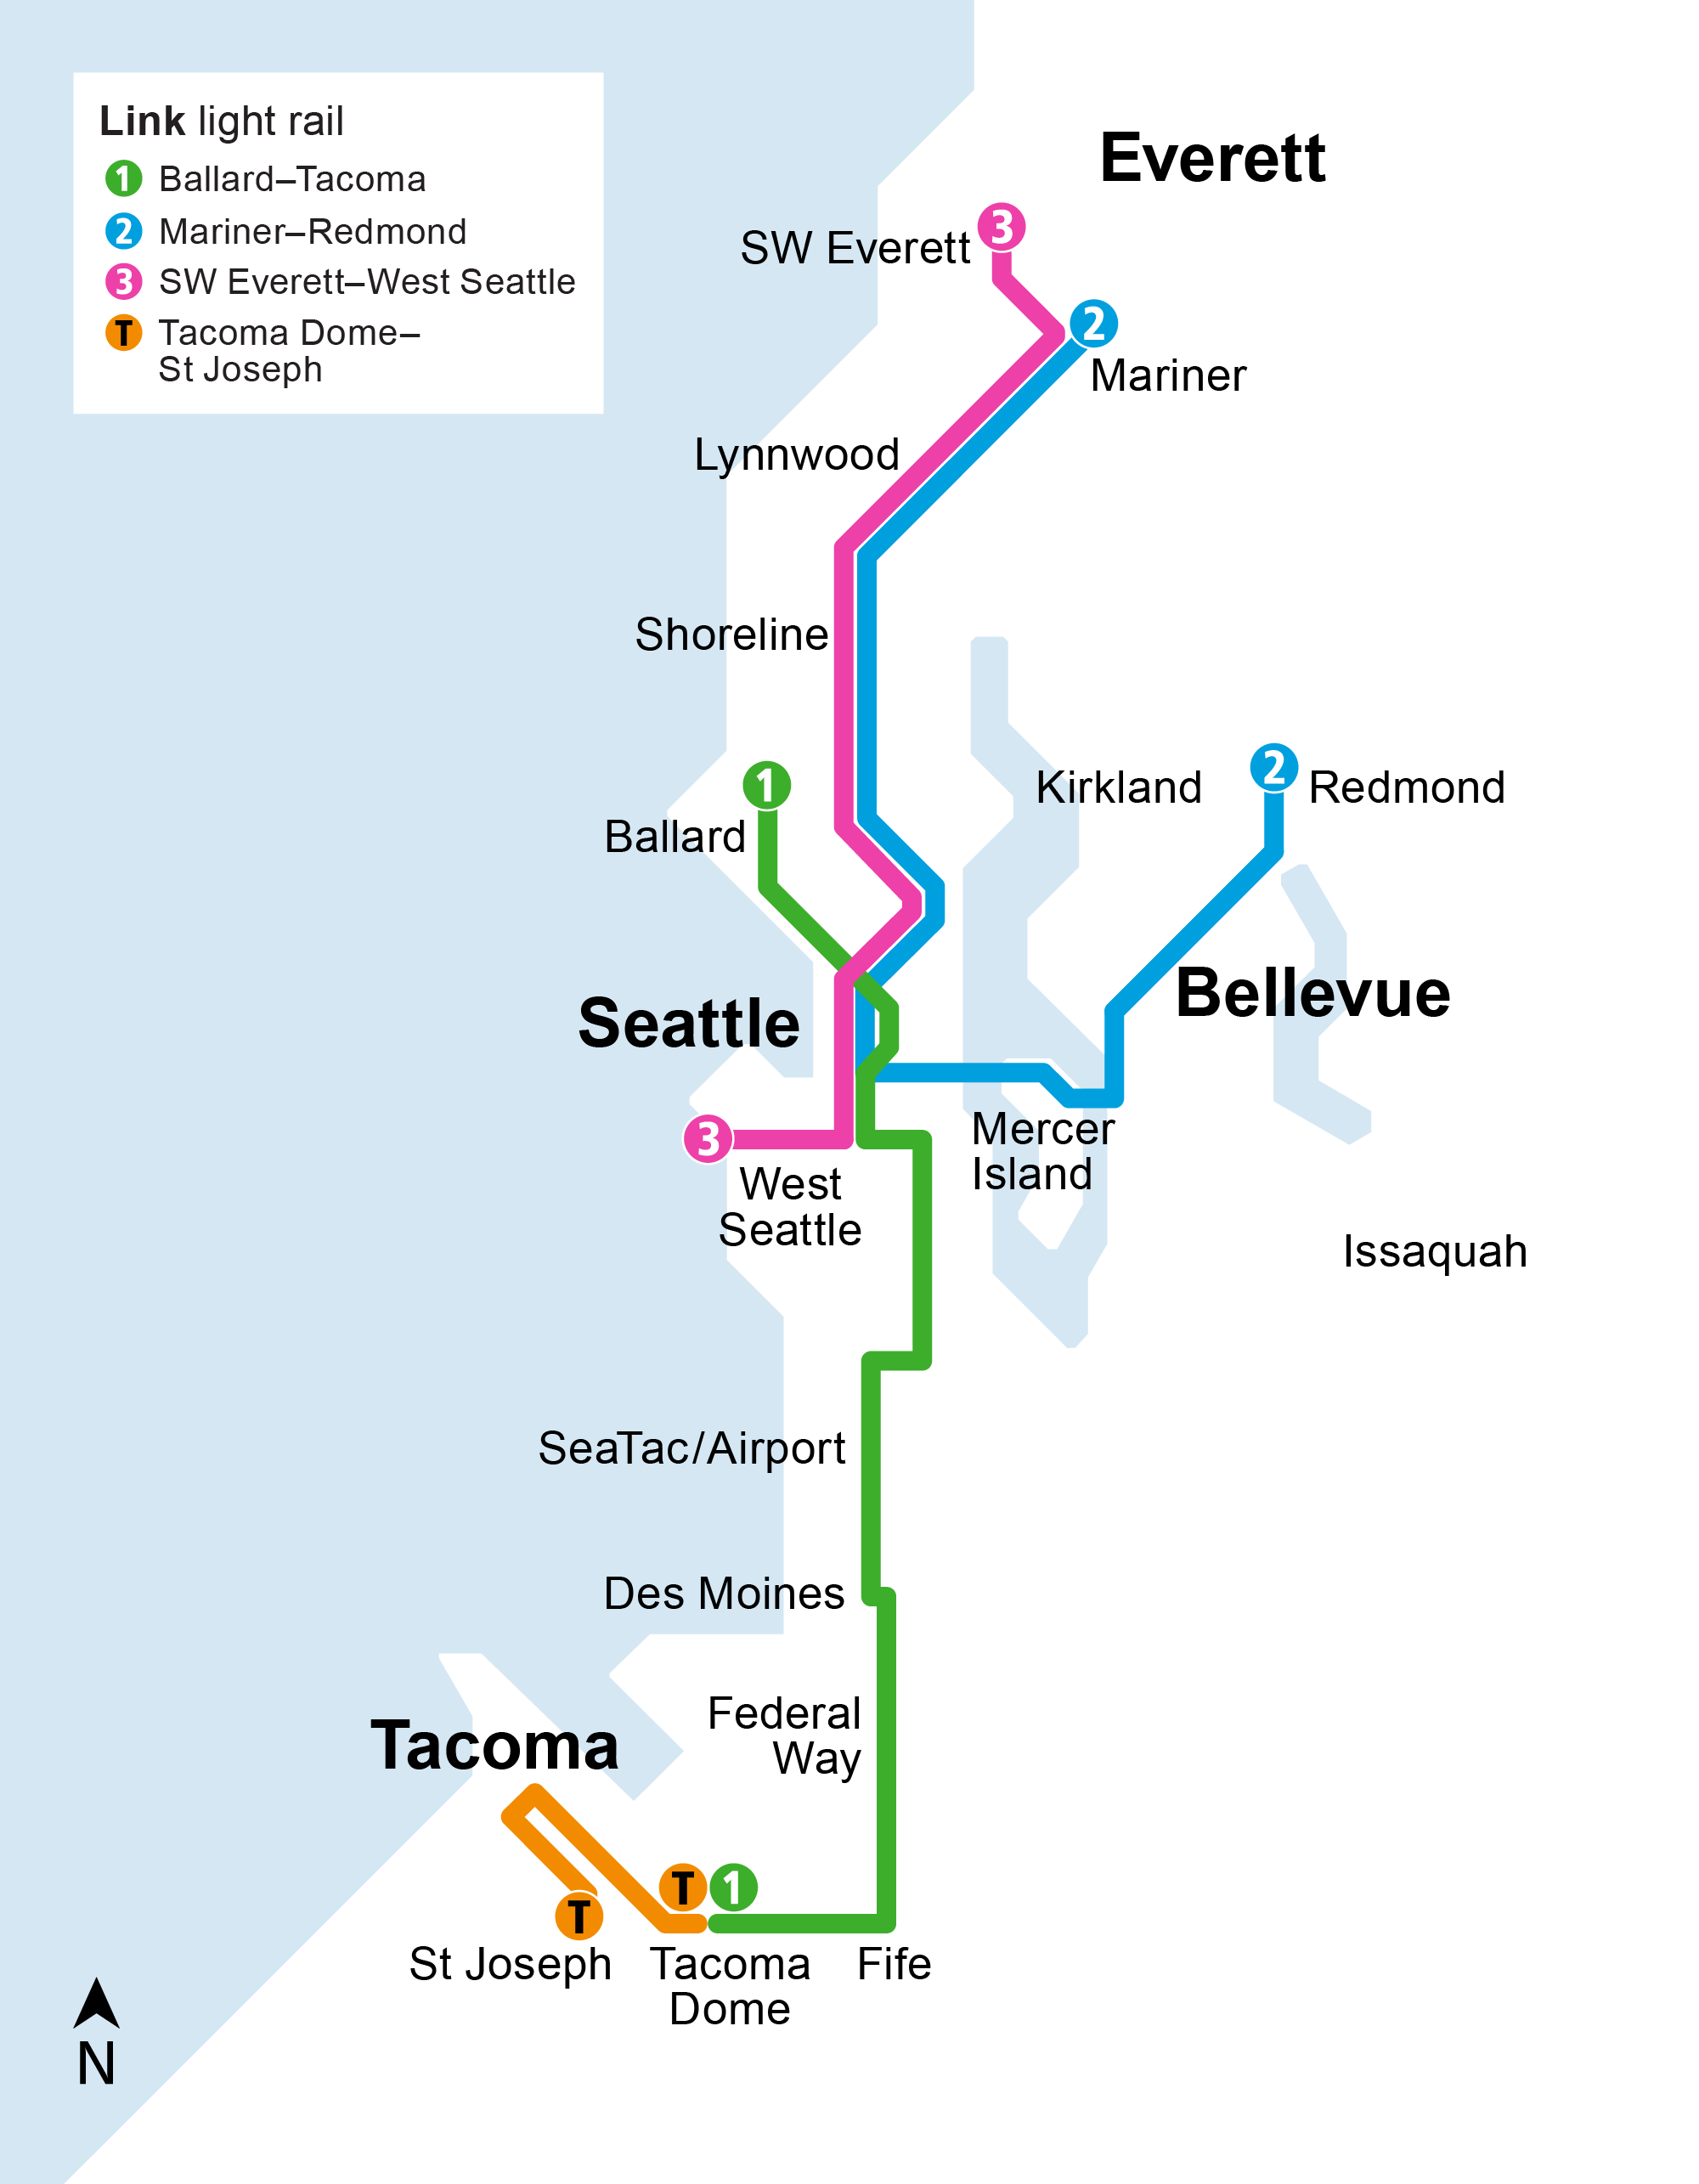 Link light rail
1 Ballard–Tacoma
2 Mariner–Redmond
3 SW Everett–West Seattle
T Tacoma Dome–
St Joseph
Everett
3
SW Everett
2
Mariner
Lynnwood
Shoreline
1
Ballard
Kirkland
2
Redmond
Seattle
Bellevue
3
West
Seattle
Mercer
Island
Issaquah
SeaTac/Airport
Des Moines
Federal
Way
Tacoma
T
1
T
St Joseph
Tacoma
Dome
Fife
N